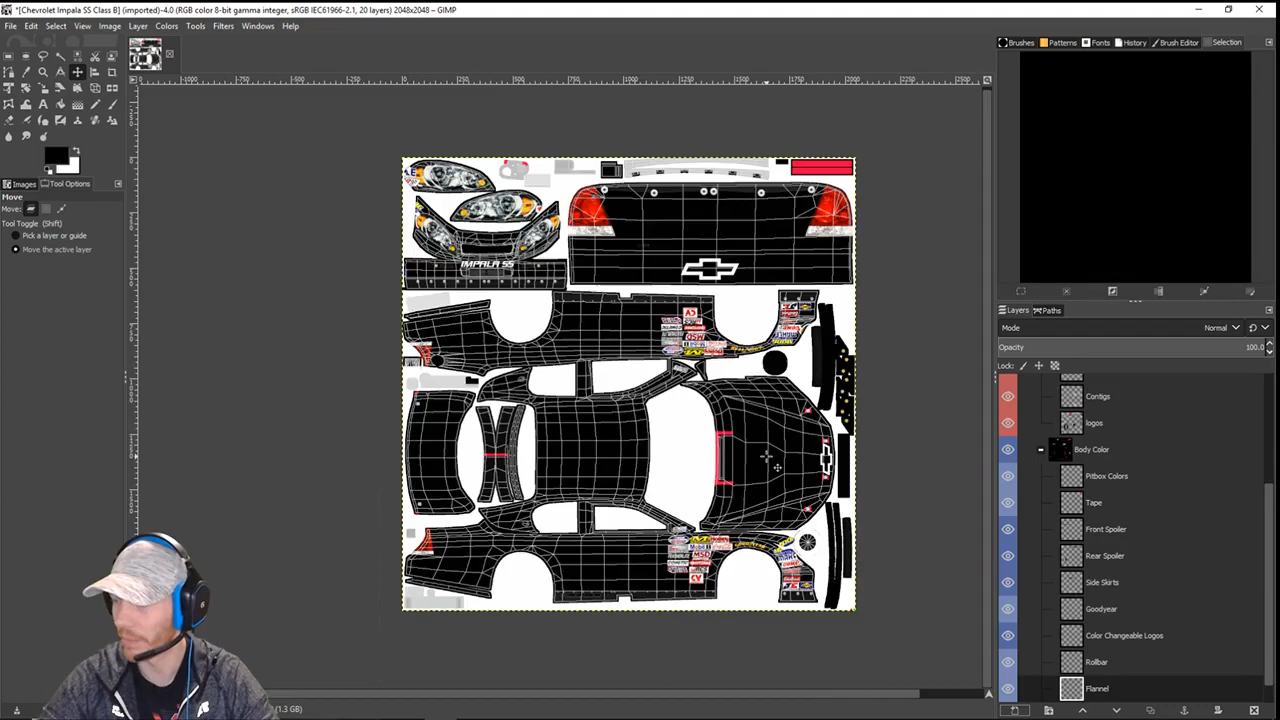 *[Chevrolet Impala SS Class B] (imported)-4.0 (RGB color 8-bit gamma integer, sRGB IEC61966-2.1, 20 layers) 2048x2048 – GIMP
File Edit Select View Image Layer Colors Tools Filters Windows Help
Brushes Patterns Fonts History Brush Editor Selection
Images Tool Options
Move
Move:
Tool Toggle (Shift)
Pick a layer or guide
Move the active layer
IMPALA SS
MSD
Mobil 1
Layers Paths
Mode Normal
Opacity 100.0
Lock:
Contigs
logos
Body Color
Pitbox Colors
Tape
Front Spoiler
Rear Spoiler
Side Skirts
Goodyear
Color Changeable Logos
Rollbar
Flannel
(1.3 GB)